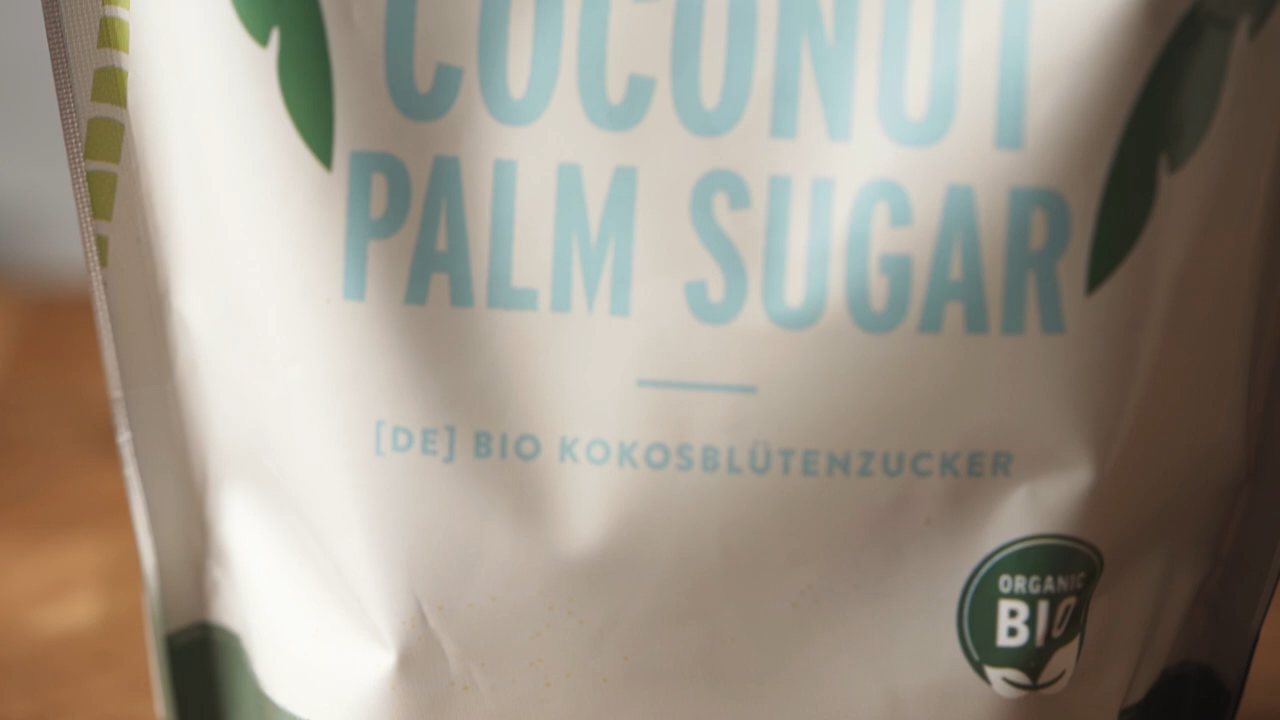 COCONUT
PALM SUGAR
[DE] BIO KOKOSBLÜTENZUCKER
ORGANIC
BIO